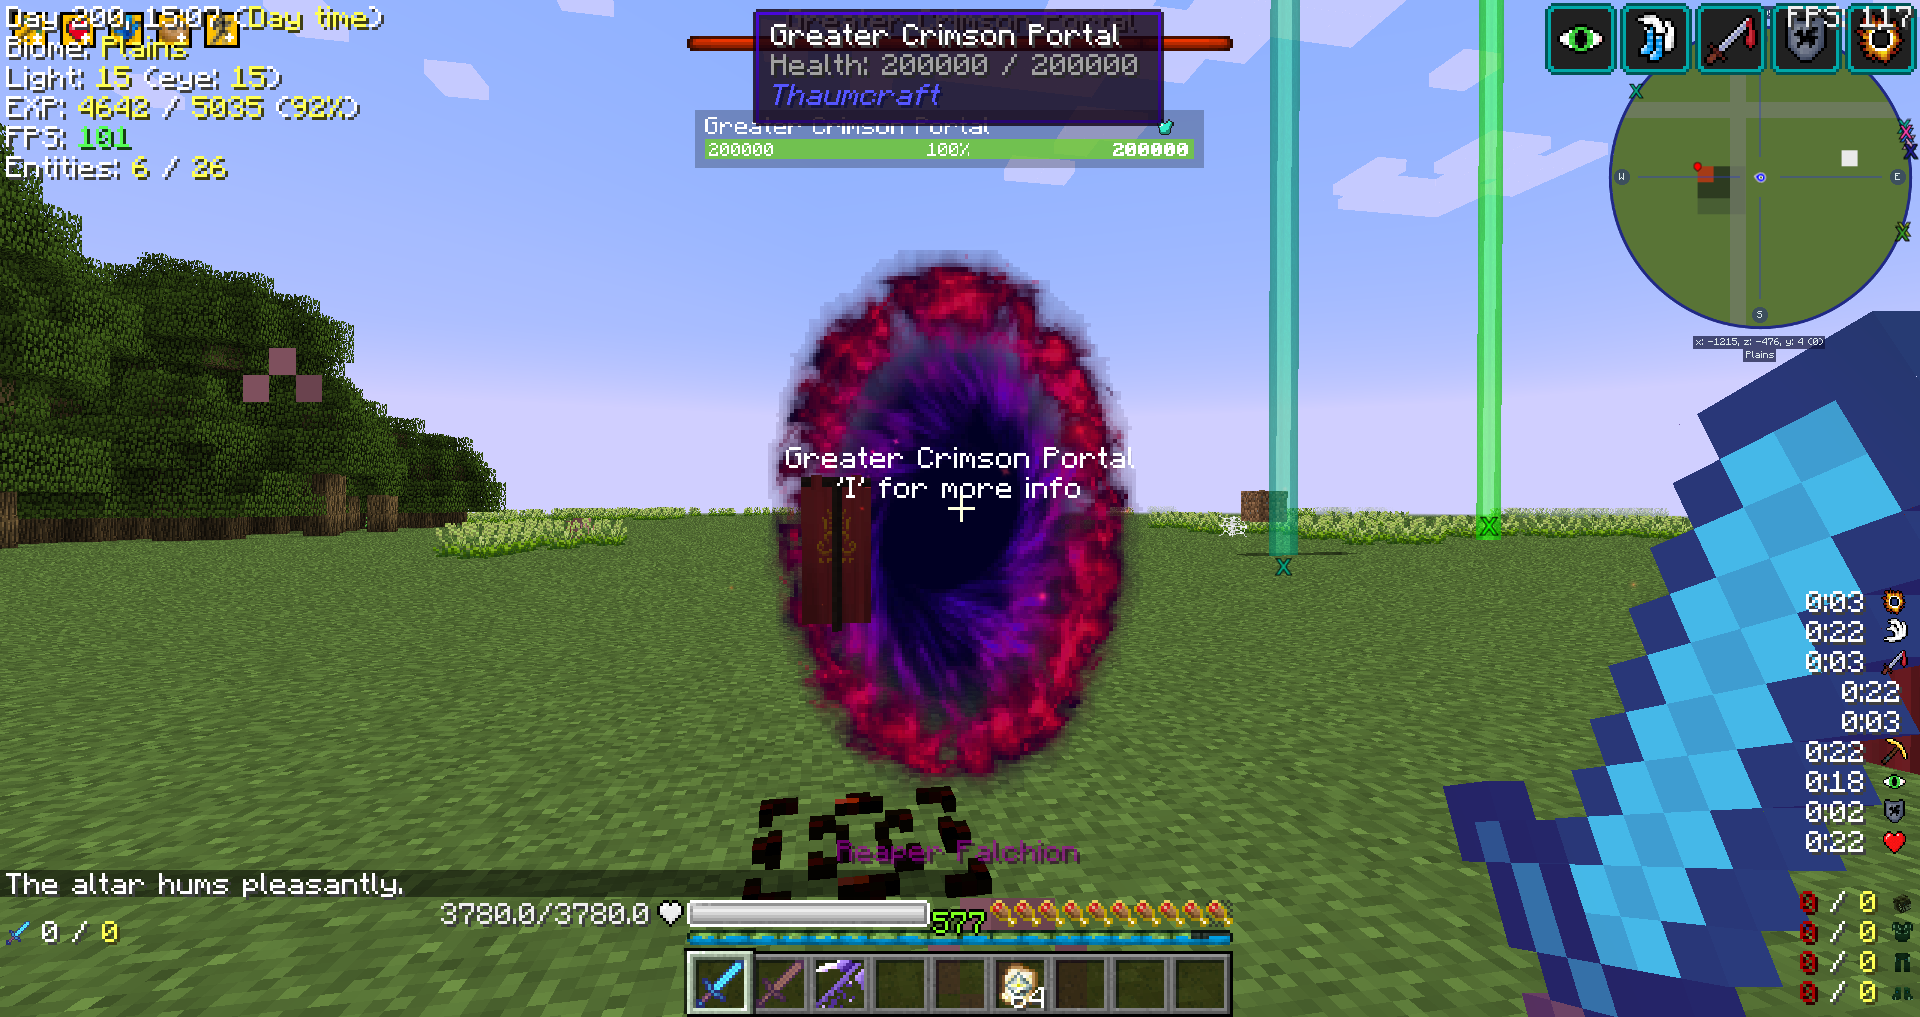 Day 200, 15:07 (Day time)
Biome: Plains
Light: 15 (eye: 15)
EXP: 4642 / 5035 (92%)
FPS: 101
Entities: 6 / 26
Greater Crimson Portal
Health: 200000 / 200000
Thaumcraft
Greater Crimson Portal
200000 100% 200000
FPS: 117
W
E
S
x: -1215, z: -476, y: 4 (0)
Plains
Greater Crimson Portal
'I' for more info
X
X
0:03
0:22
0:03
0:22
0:03
0:22
0:18
0:02
0:22
Reaper Falchion
The altar hums pleasantly.
3780.0/3780.0
577
0 / 0
0 / 0
0 / 0
0 / 0
0 / 0